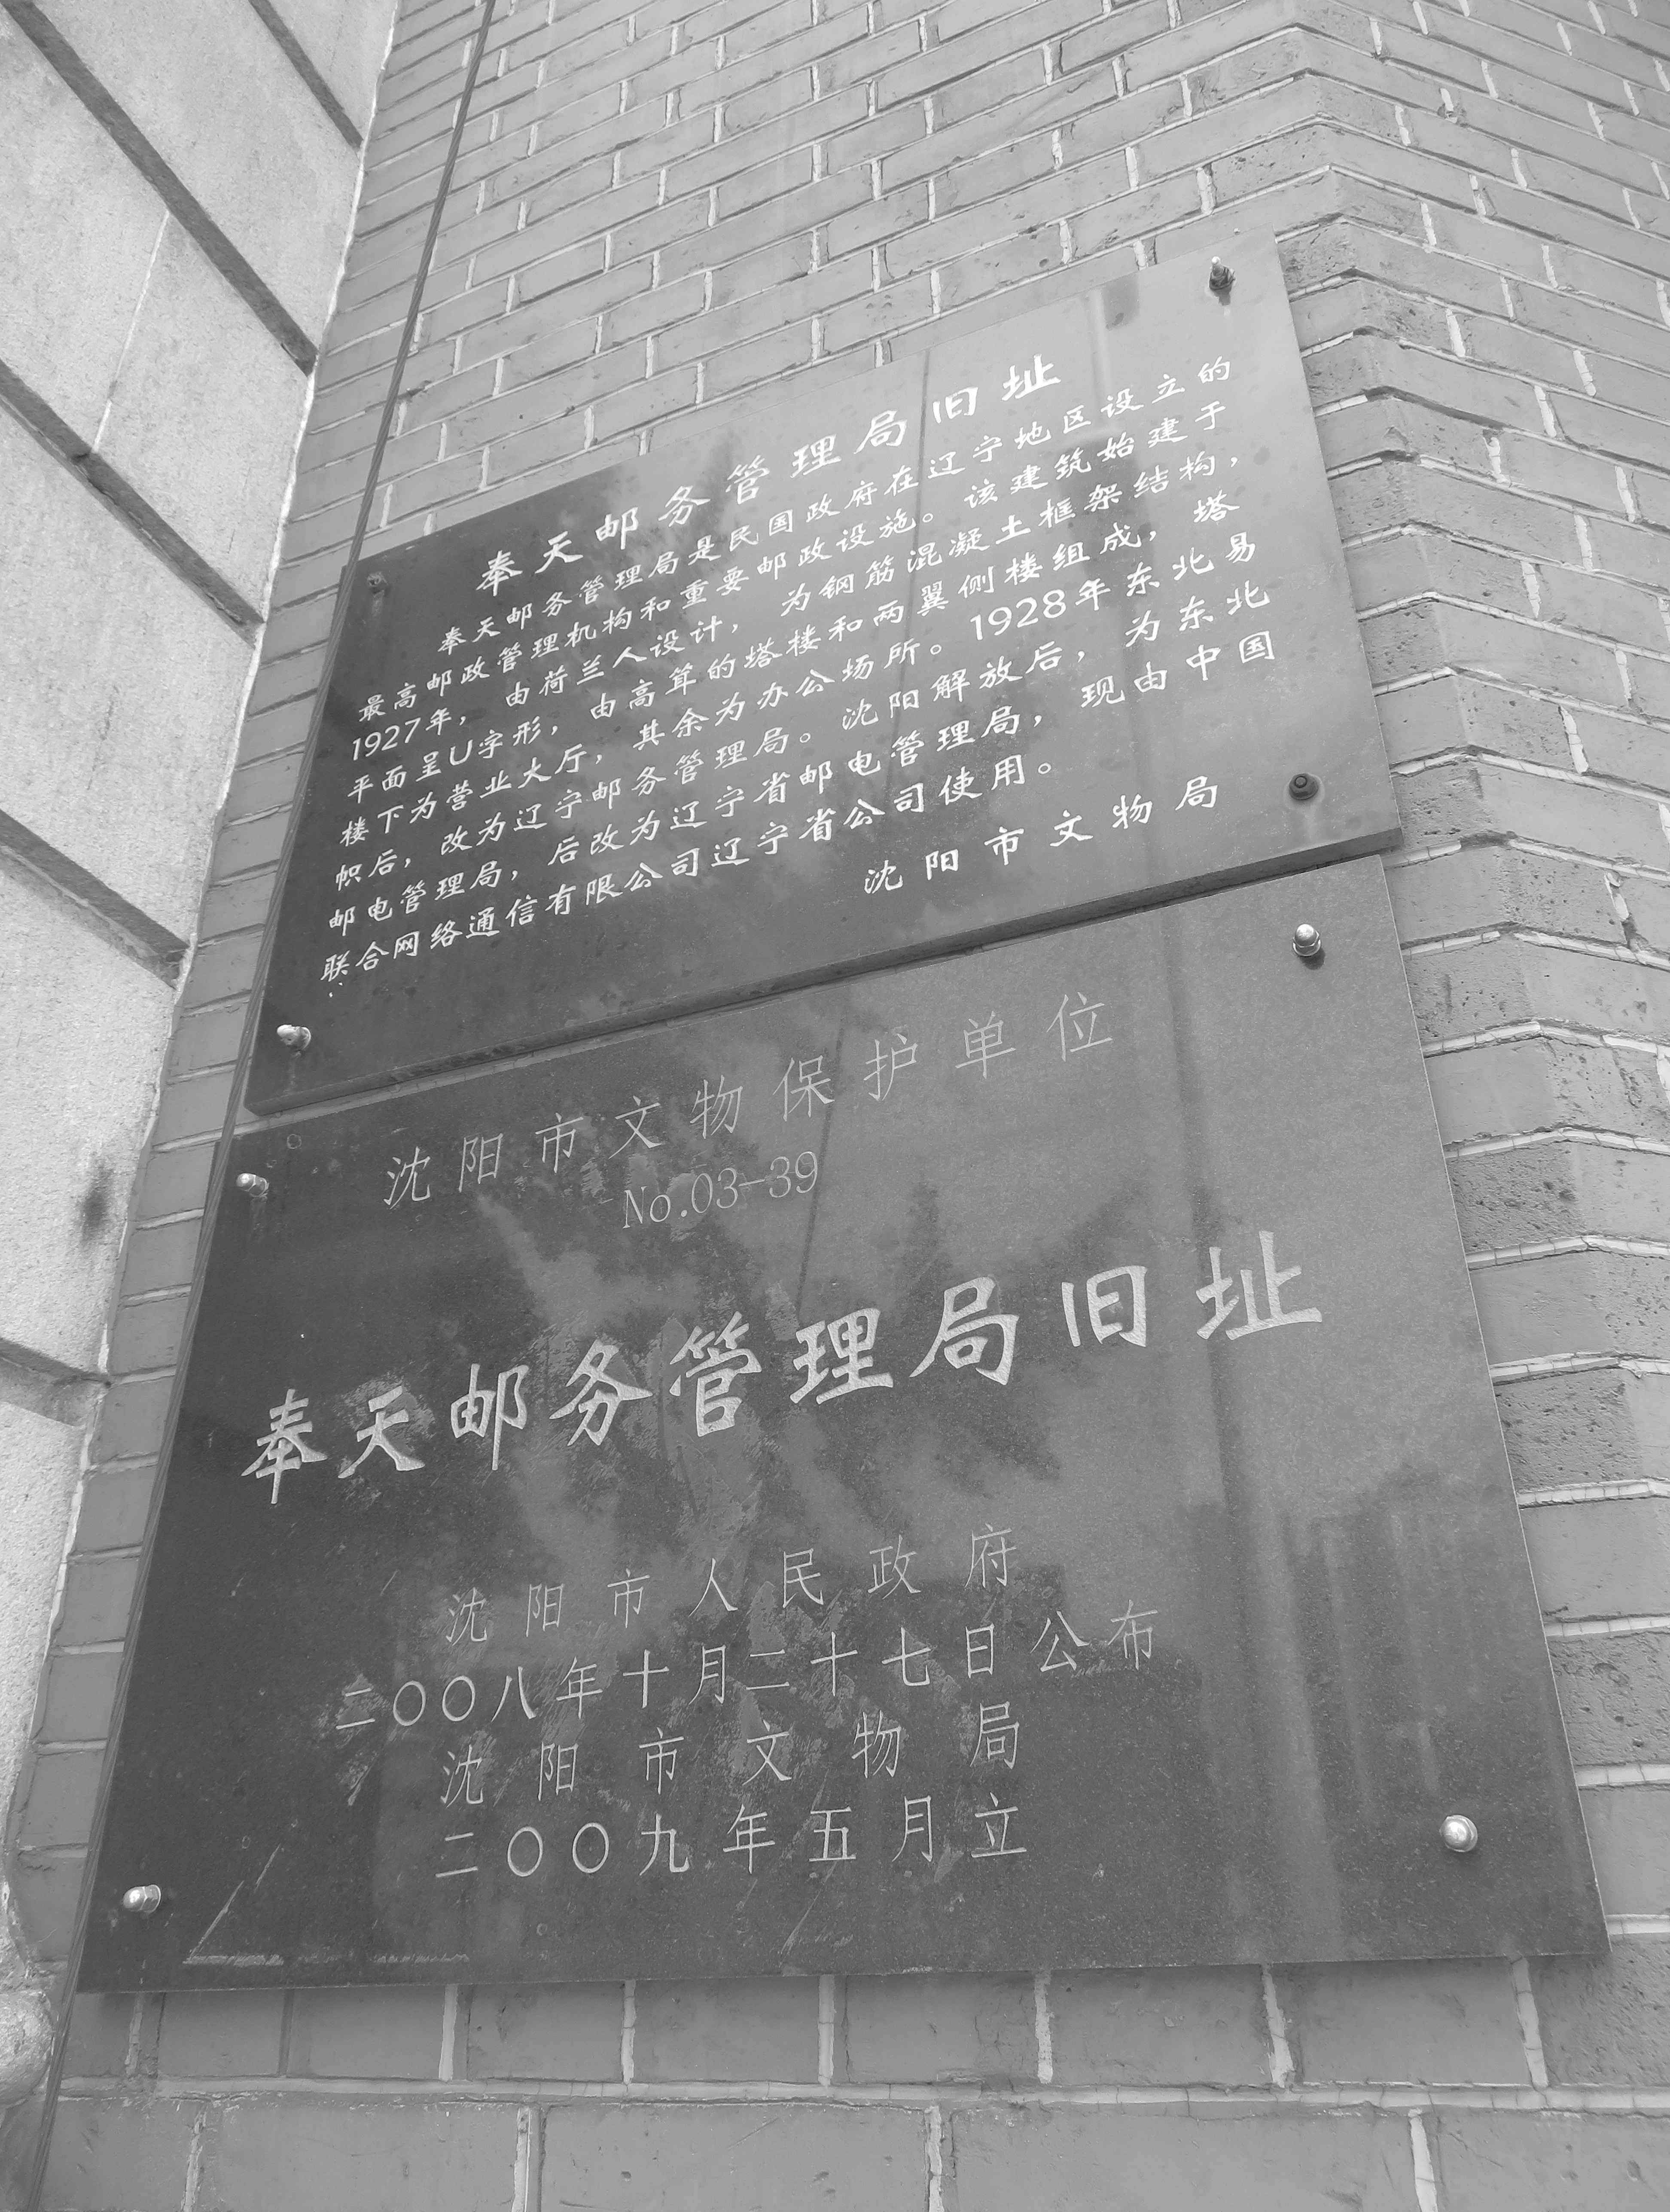 奉天邮务管理局旧址
奉天邮务管理局是民国政府在辽宁地区设立的
最高邮政管理机构和重要邮政设施。该建筑始建于
1927年，由荷兰人设计，为钢筋混凝土框架结构，
平面呈U字形，由高耸的塔楼和两翼侧楼组成，塔
楼下为营业大厅，其余为办公场所。1928年东北易
帜后，改为辽宁邮务管理局。沈阳解放后，为东北
邮电管理局，后改为辽宁省邮电管理局，现由中国
联合网络通信有限公司辽宁省公司使用。
沈阳市文物局
沈阳市文物保护单位
No.03-39
奉天邮务管理局旧址
沈阳市人民政府
二〇〇八年十月二十七日公布
沈阳市文物局
二〇〇九年五月立